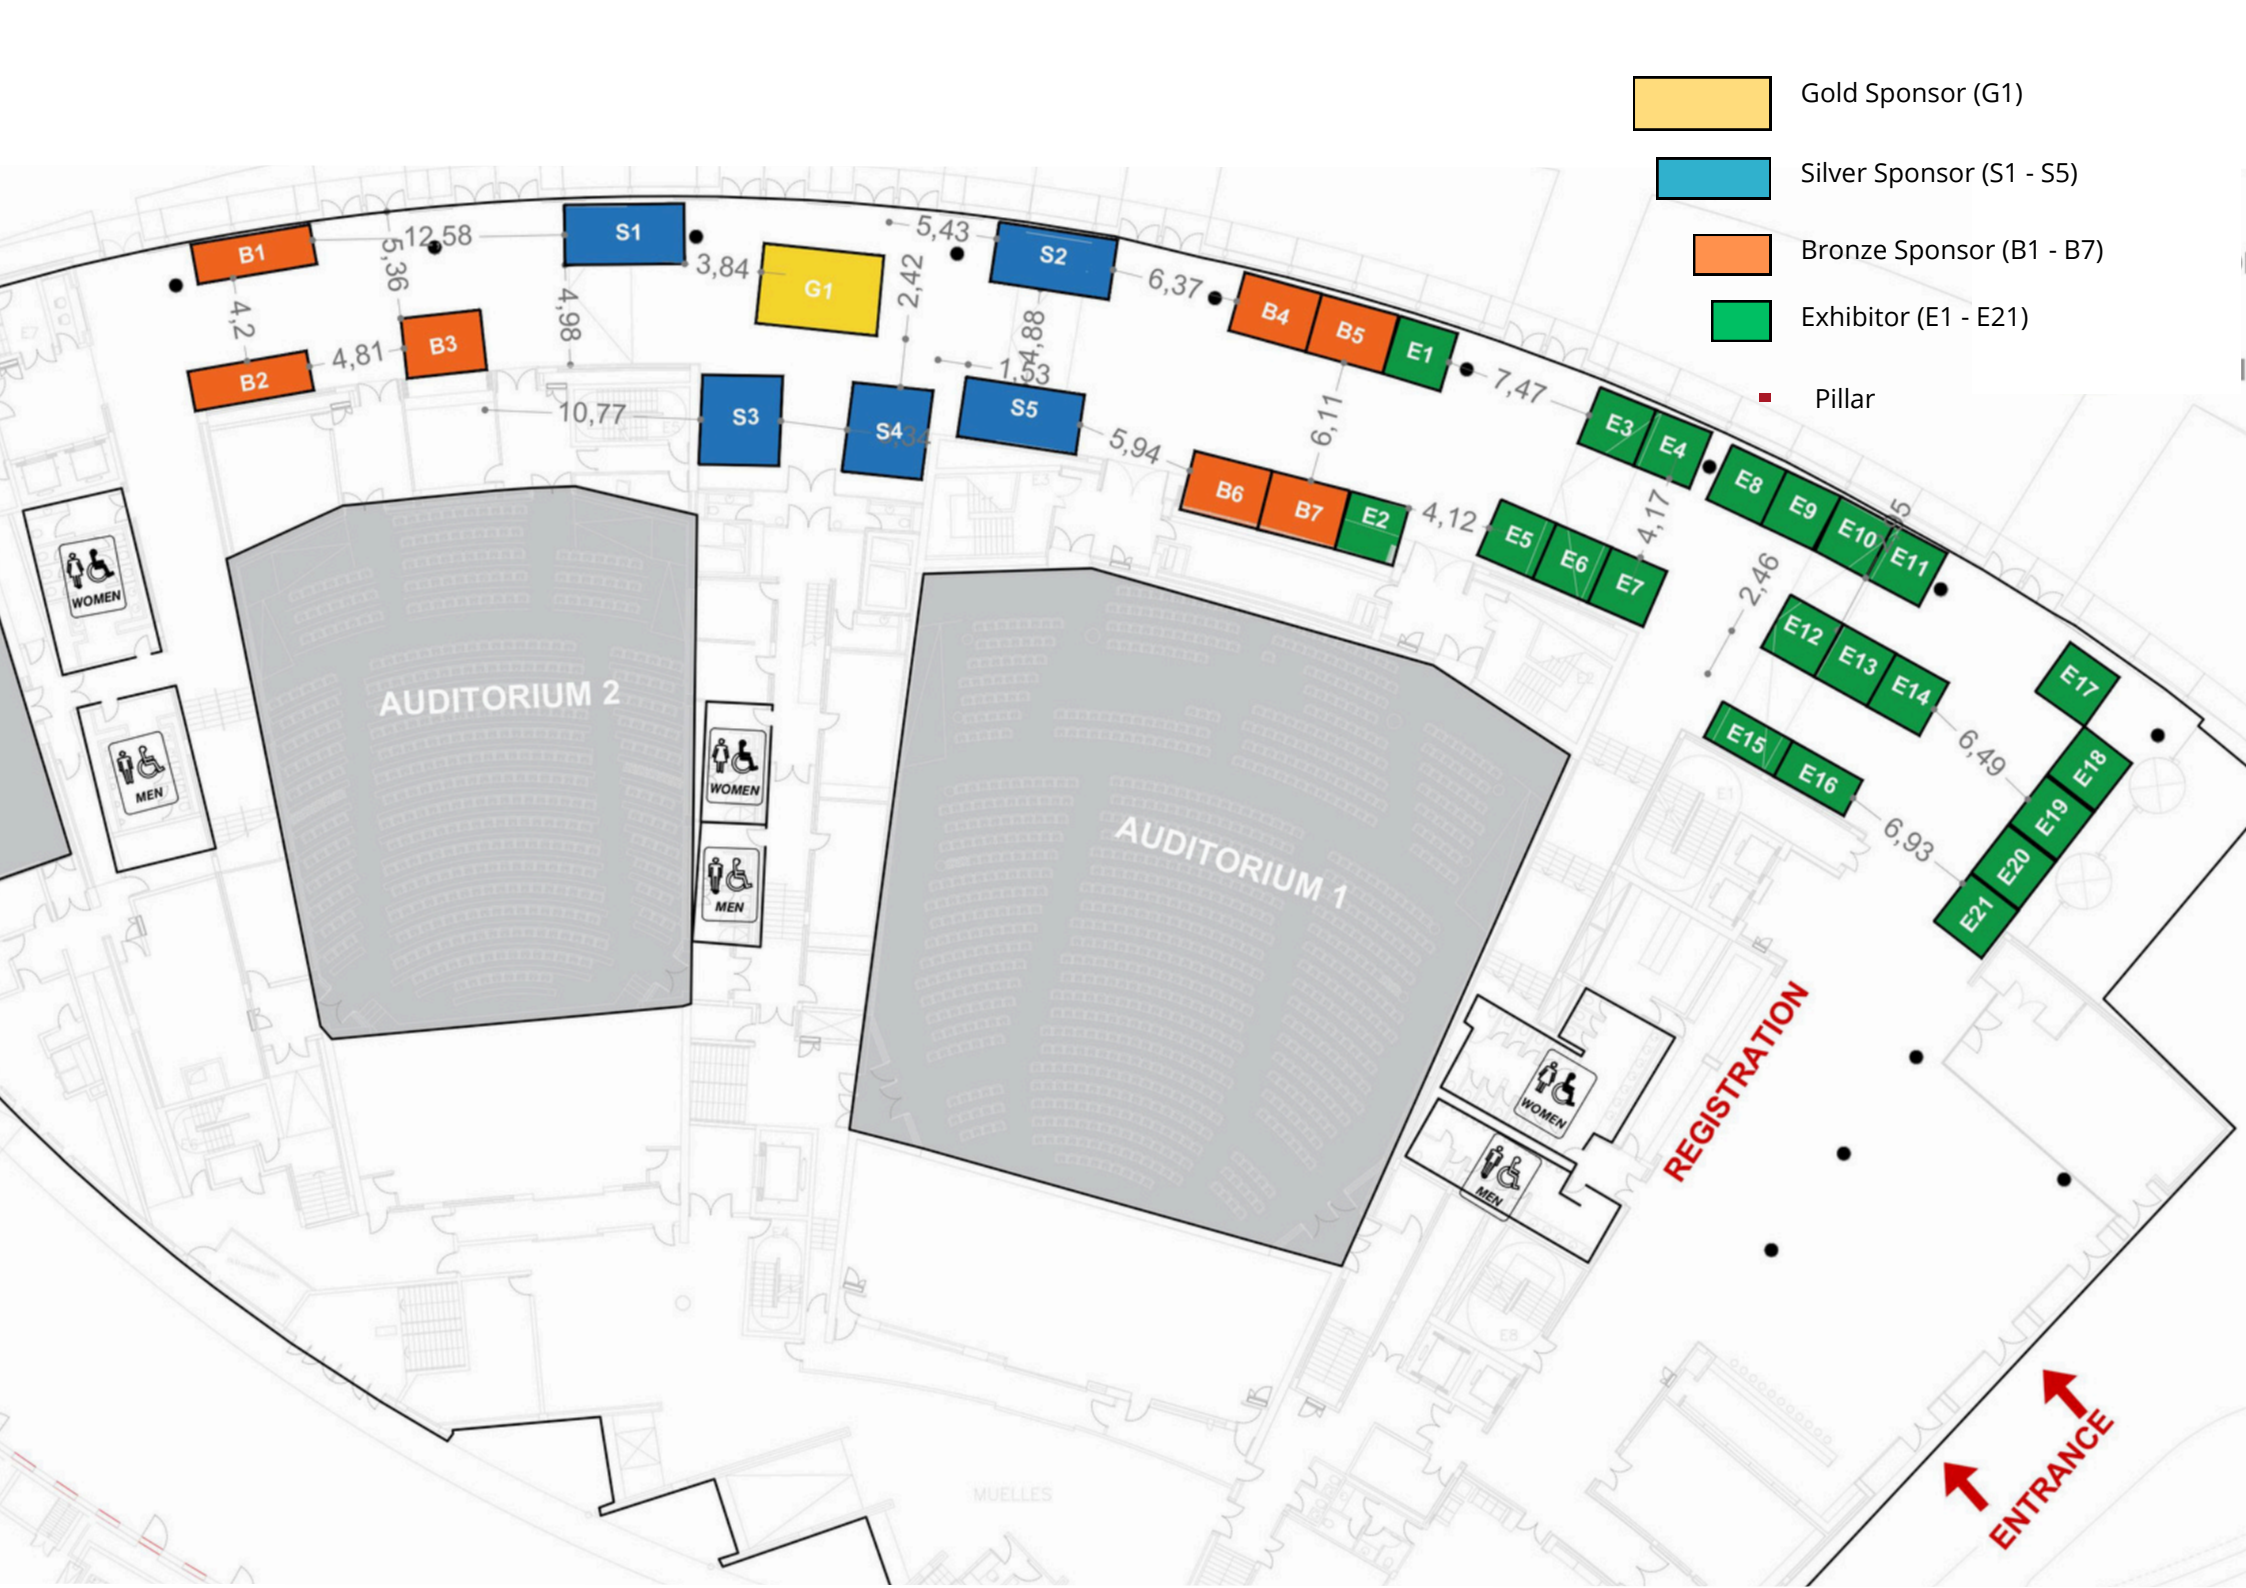 Gold Sponsor (G1)
Silver Sponsor (S1 - S5)
Bronze Sponsor (B1 - B7)
Exhibitor (E1 - E21)
Pillar
B1
12,58
S1
5,43
S2
5,36
3,84
G1
2,42
6,37
B4
B5
E1
4,2
B3
4,98
4,88
7,47
B2
4,81
1,53
10,77
S3
S4
S5
5,94
6,11
E3
E4
B6
B7
E2
4,12
E5
E6
E7
4,17
E8
E9
E10
E11
2,46
E12
E13
E14
E15
E16
E17
E18
E19
E20
E21
6,49
6,93
WOMEN
MEN
AUDITORIUM 2
WOMEN
MEN
AUDITORIUM 1
WOMEN
MEN
REGISTRATION
E8
MUELLES
ENTRANCE